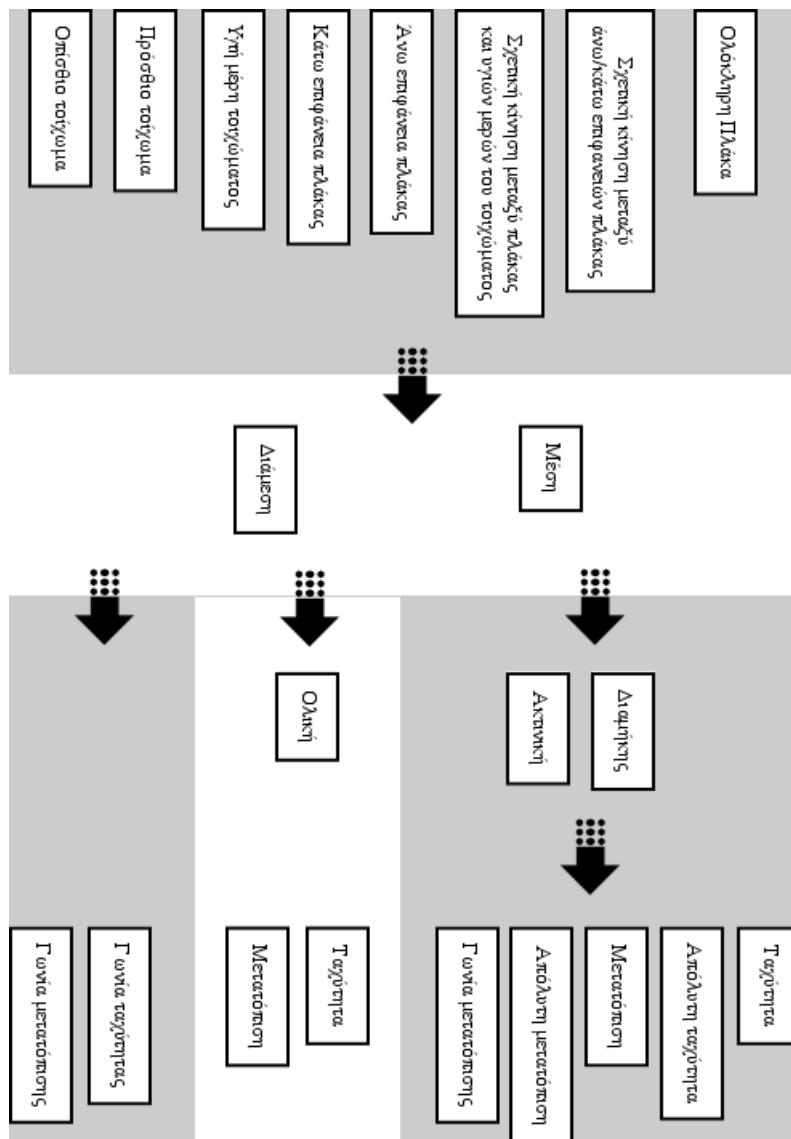 Ολόκληρη Πλάκα
Σχετική κίνηση μεταξύ
άνω/κάτω επιφανειών πλάκας
Σχετική κίνηση μεταξύ πλάκας
και υγιών μερών του τοιχώματος
Άνω επιφάνεια πλάκας
Κάτω επιφάνεια πλάκας
Υγιή μέρη τοιχώματος
Πρόσθιο τοίχωμα
Οπίσθιο τοίχωμα
Μέση
Διάμεση
Διαμήκης
Ακτινική
Ολική
Ταχύτητα
Απόλυτη ταχύτητα
Μετατόπιση
Απόλυτη μετατόπιση
Γωνία μετατόπισης
Ταχύτητα
Μετατόπιση
Γωνία ταχύτητας
Γωνία μετατόπισης